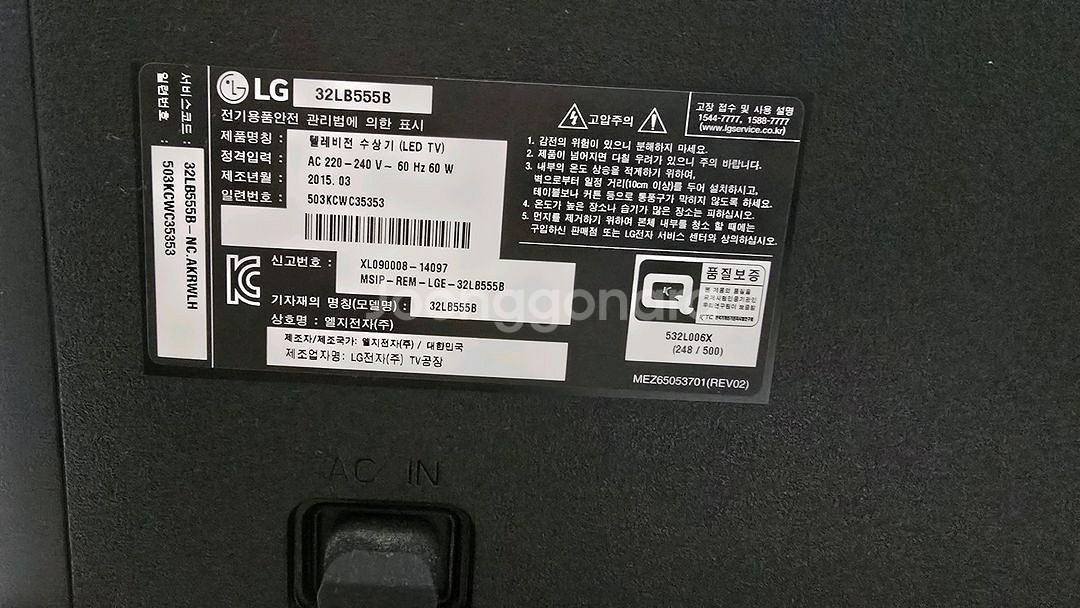 서비스코드 : 32LB555B-NC.AKRWLH
일련번호 : 503KCWC35353
LG 32LB555B
전기용품안전 관리법에 의한 표시
제품명칭 : 텔레비전 수상기 (LED TV)
정격입력 : AC 220-240 V~ 60 Hz 60 W
제조년월 : 2015. 03
일련번호 : 503KCWC35353
신고번호 : XL090008-14097
MSIP-REM-LGE-32LB555B
기자재의 명칭(모델명) : 32LB555B
상호명 : 엘지전자(주)
제조자/제조국가: 엘지전자(주) / 대한민국
제조업자명: LG전자(주) TV공장
고압주의
고장 접수 및 사용 설명
1544-7777, 1588-7777
(www.lgservice.co.kr)
1. 감전의 위험이 있으니 분해하지 마세요.
2. 제품이 넘어지면 다칠 우려가 있으니 주의 바랍니다.
3. 내부의 온도 상승을 적게하기 위하여,
벽으로부터 일정 거리(10cm 이상)를 두어 설치하시고,
테이블보나 커튼 등으로 통풍구가 막히지 않도록 하세요.
4. 온도가 높은 장소나 습기가 많은 장소는 피하십시오.
5. 먼지를 제거하기 위하여 본체 내부를 청소 할 때에는
구입하신 판매점 또는 LG전자 서비스 센터와 상의하십시오.
품질보증
본 제품의 품질을
532L006X
(248 / 500)
MEZ65053701(REV02)
Joonggonara
AC IN